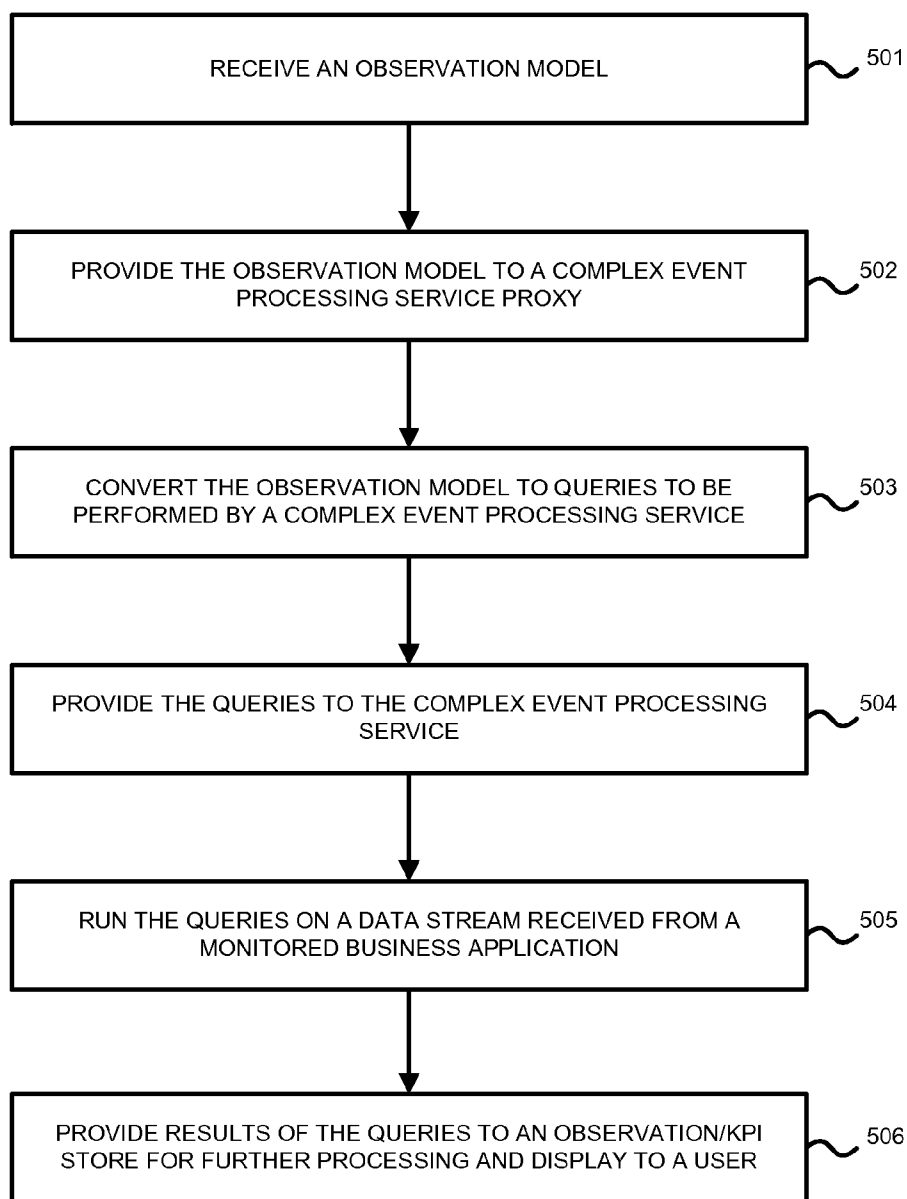 RECEIVE AN OBSERVATION MODEL
501
PROVIDE THE OBSERVATION MODEL TO A COMPLEX EVENT
PROCESSING SERVICE PROXY
502
CONVERT THE OBSERVATION MODEL TO QUERIES TO BE
PERFORMED BY A COMPLEX EVENT PROCESSING SERVICE
503
PROVIDE THE QUERIES TO THE COMPLEX EVENT PROCESSING
SERVICE
504
RUN THE QUERIES ON A DATA STREAM RECEIVED FROM A
MONITORED BUSINESS APPLICATION
505
PROVIDE RESULTS OF THE QUERIES TO AN OBSERVATION/KPI
STORE FOR FURTHER PROCESSING AND DISPLAY TO A USER
506